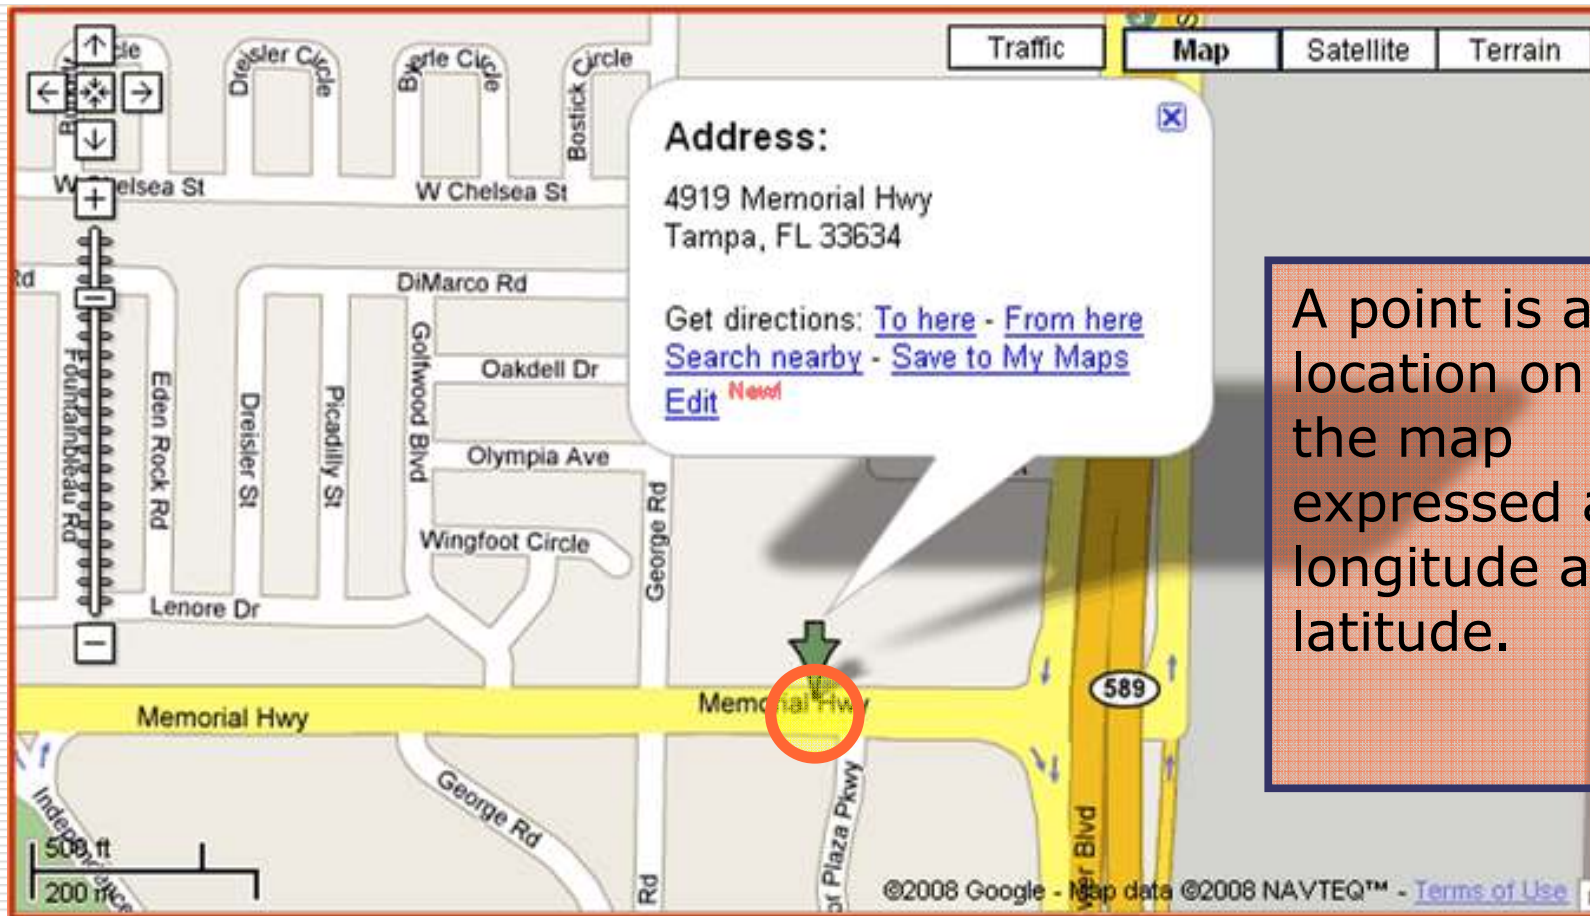 Traffic
Map
Satellite
Terrain
Dreisler Circle
Byerle Circle
Bostick Circle
W Chelsea St
W Chelsea St
Rd
DiMarco Rd
Fountainbleau Rd
Eden Rock Rd
Dreisler St
Picadilly St
Golfwood Blvd
Oakdell Dr
Olympia Ave
Wingfoot Circle
George Rd
Lenore Dr
Address:
4919 Memorial Hwy
Tampa, FL 33634
Get directions: To here - From here
Search nearby - Save to My Maps
Edit New!
A point is a
location on
the map
expressed a
longitude a
latitude.
589
Memorial Hwy
Memorial Hwy
George Rd
Rd
Plaza Pkwy
Blvd
500 ft
200 m
©2008 Google - Map data ©2008 NAVTEQ™ - Terms of Use